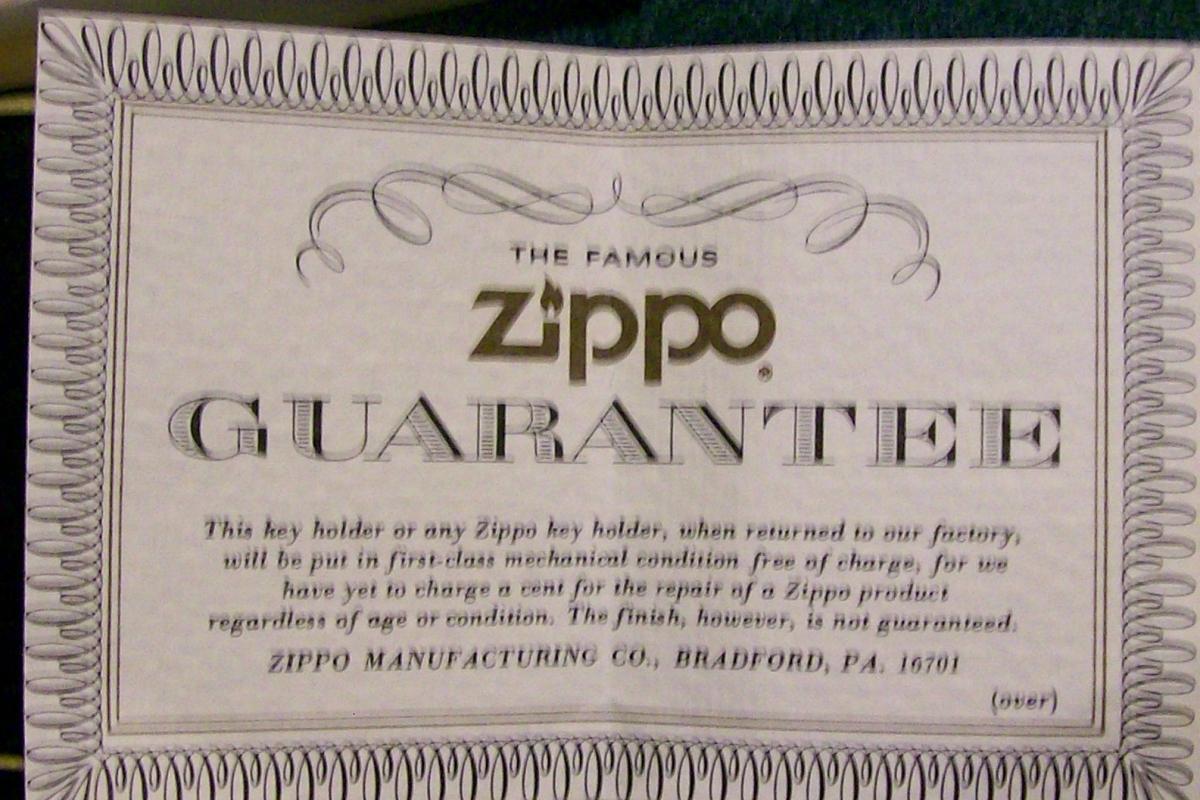 THE FAMOUS
Zippo®
GUARANTEE
This key holder or any Zippo key holder, when returned to our factory,
will be put in first-class mechanical condition free of charge, for we
have yet to charge a cent for the repair of a Zippo product
regardless of age or condition. The finish, however, is not guaranteed.
ZIPPO MANUFACTURING CO., BRADFORD, PA. 16701
(over)